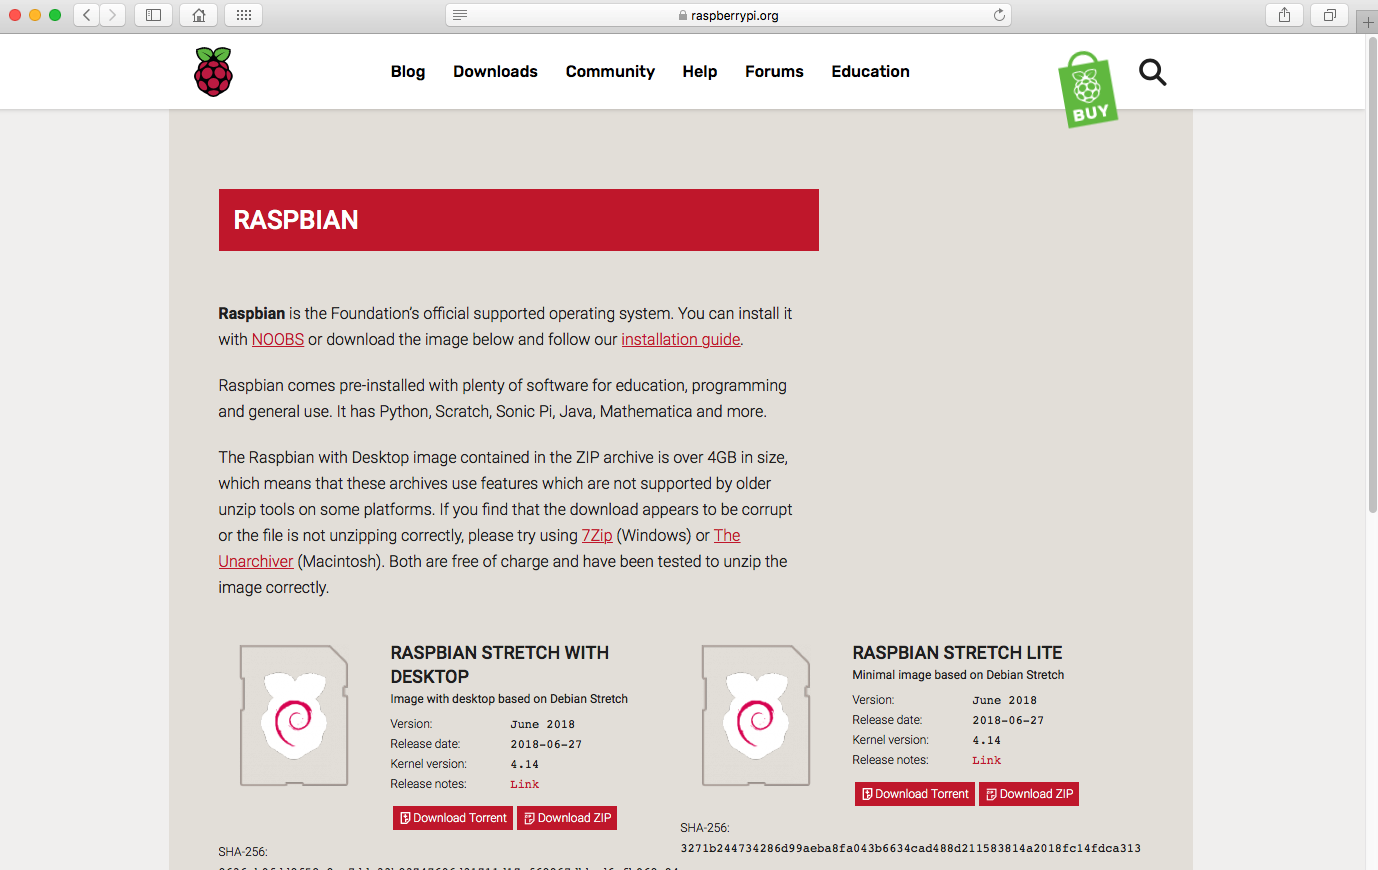 raspberrypi.org
Blog Downloads Community Help Forums Education
BUY
RASPBIAN
Raspbian is the Foundation's official supported operating system. You can install it
with NOOBS or download the image below and follow our installation guide.
Raspbian comes pre-installed with plenty of software for education, programming
and general use. It has Python, Scratch, Sonic Pi, Java, Mathematica and more.
The Raspbian with Desktop image contained in the ZIP archive is over 4GB in size,
which means that these archives use features which are not supported by older
unzip tools on some platforms. If you find that the download appears to be corrupt
or the file is not unzipping correctly, please try using 7Zip (Windows) or The
Unarchiver (Macintosh). Both are free of charge and have been tested to unzip the
image correctly.
RASPBIAN STRETCH WITH
DESKTOP
Image with desktop based on Debian Stretch
Version: June 2018
Release date: 2018-06-27
Kernel version: 4.14
Release notes: Link
Download Torrent Download ZIP
SHA-256:
RASPBIAN STRETCH LITE
Minimal image based on Debian Stretch
Version: June 2018
Release date: 2018-06-27
Kernel version: 4.14
Release notes: Link
Download Torrent Download ZIP
SHA-256:
3271b244734286d99aeba8fa043b6634cad488d211583814a2018fc14fdca313